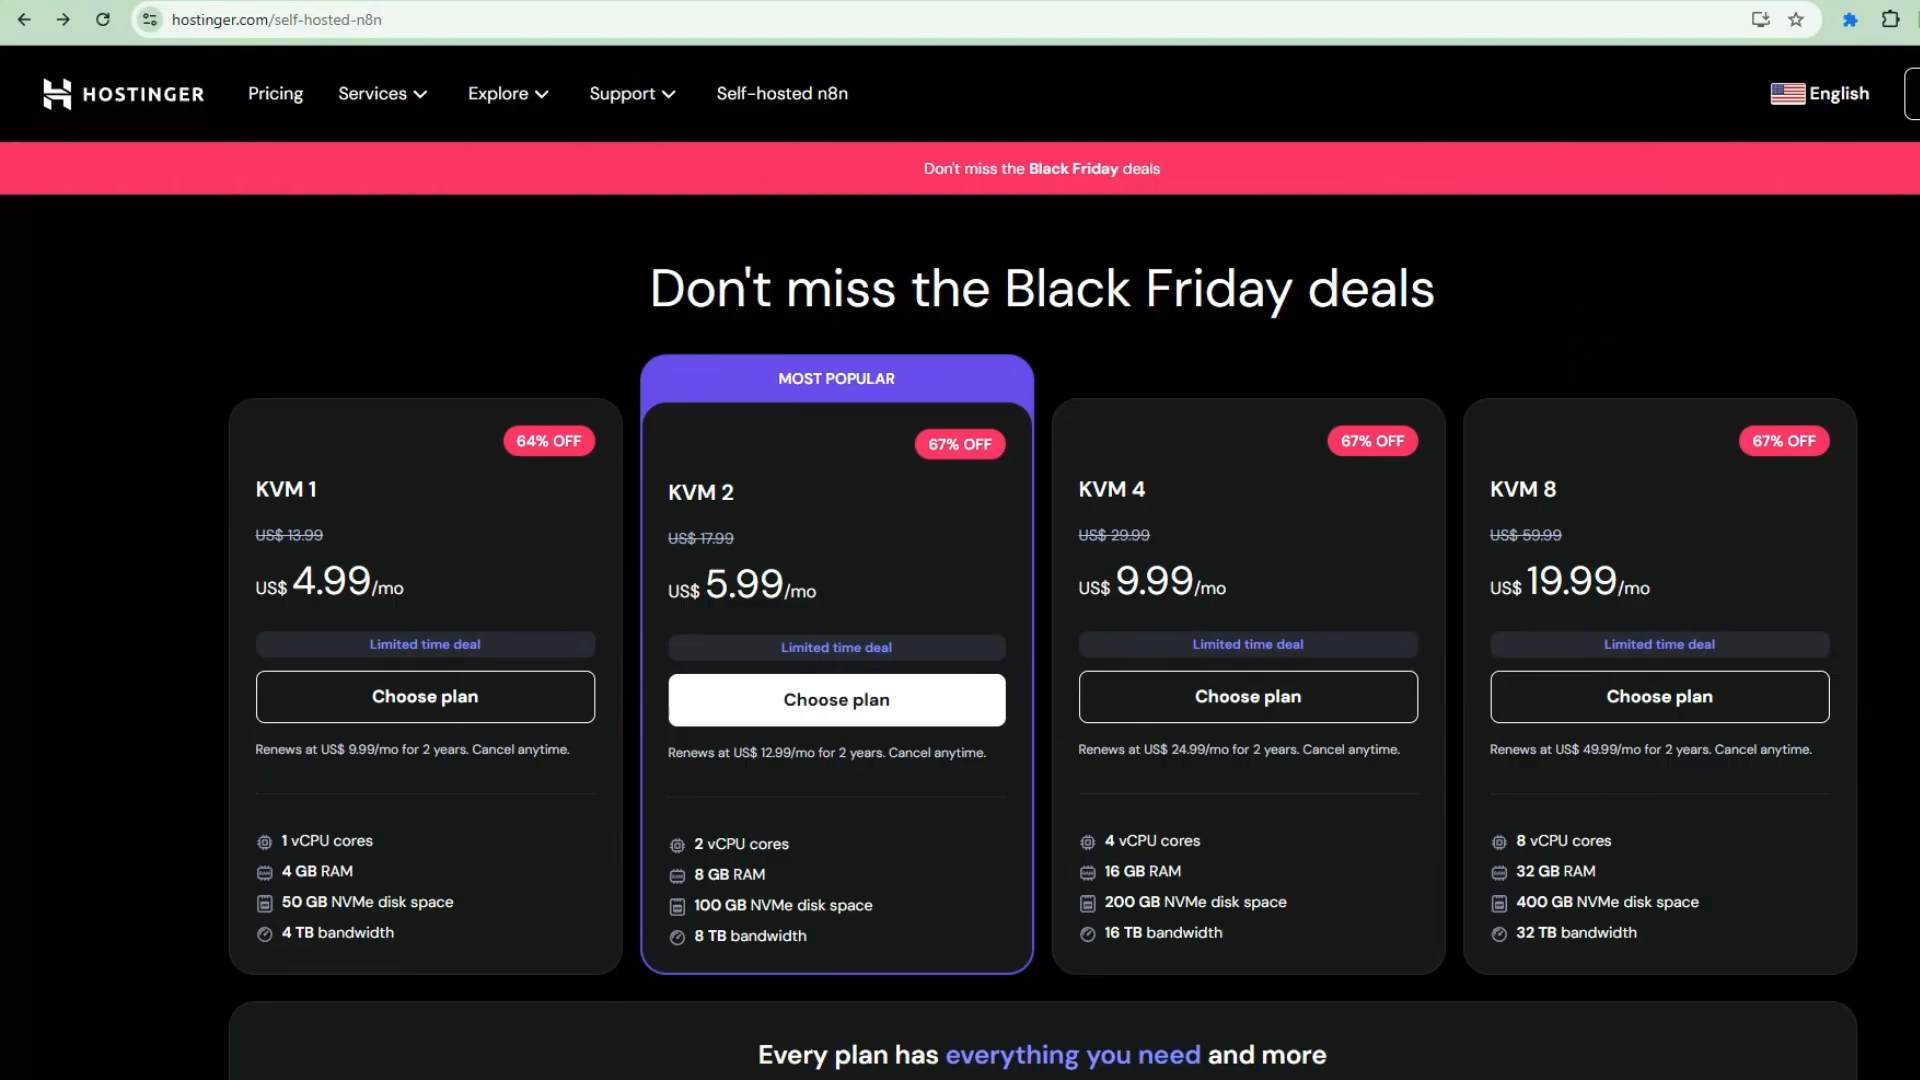 hostinger.com/self-hosted-n8n
HOSTINGER
Pricing
Services
Explore
Support
Self-hosted n8n
English
Don't miss the Black Friday deals
Don't miss the Black Friday deals
MOST POPULAR
64% OFF
KVM 1
US$ 13.99
US$ 4.99/mo
Limited time deal
Choose plan
Renews at US$ 9.99/mo for 2 years. Cancel anytime.
1 vCPU cores
4 GB RAM
50 GB NVMe disk space
4 TB bandwidth
67% OFF
KVM 2
US$ 17.99
US$ 5.99/mo
Limited time deal
Choose plan
Renews at US$ 12.99/mo for 2 years. Cancel anytime.
2 vCPU cores
8 GB RAM
100 GB NVMe disk space
8 TB bandwidth
67% OFF
KVM 4
US$ 29.99
US$ 9.99/mo
Limited time deal
Choose plan
Renews at US$ 24.99/mo for 2 years. Cancel anytime.
4 vCPU cores
16 GB RAM
200 GB NVMe disk space
16 TB bandwidth
67% OFF
KVM 8
US$ 59.99
US$ 19.99/mo
Limited time deal
Choose plan
Renews at US$ 49.99/mo for 2 years. Cancel anytime.
8 vCPU cores
32 GB RAM
400 GB NVMe disk space
32 TB bandwidth
Every plan has everything you need and more